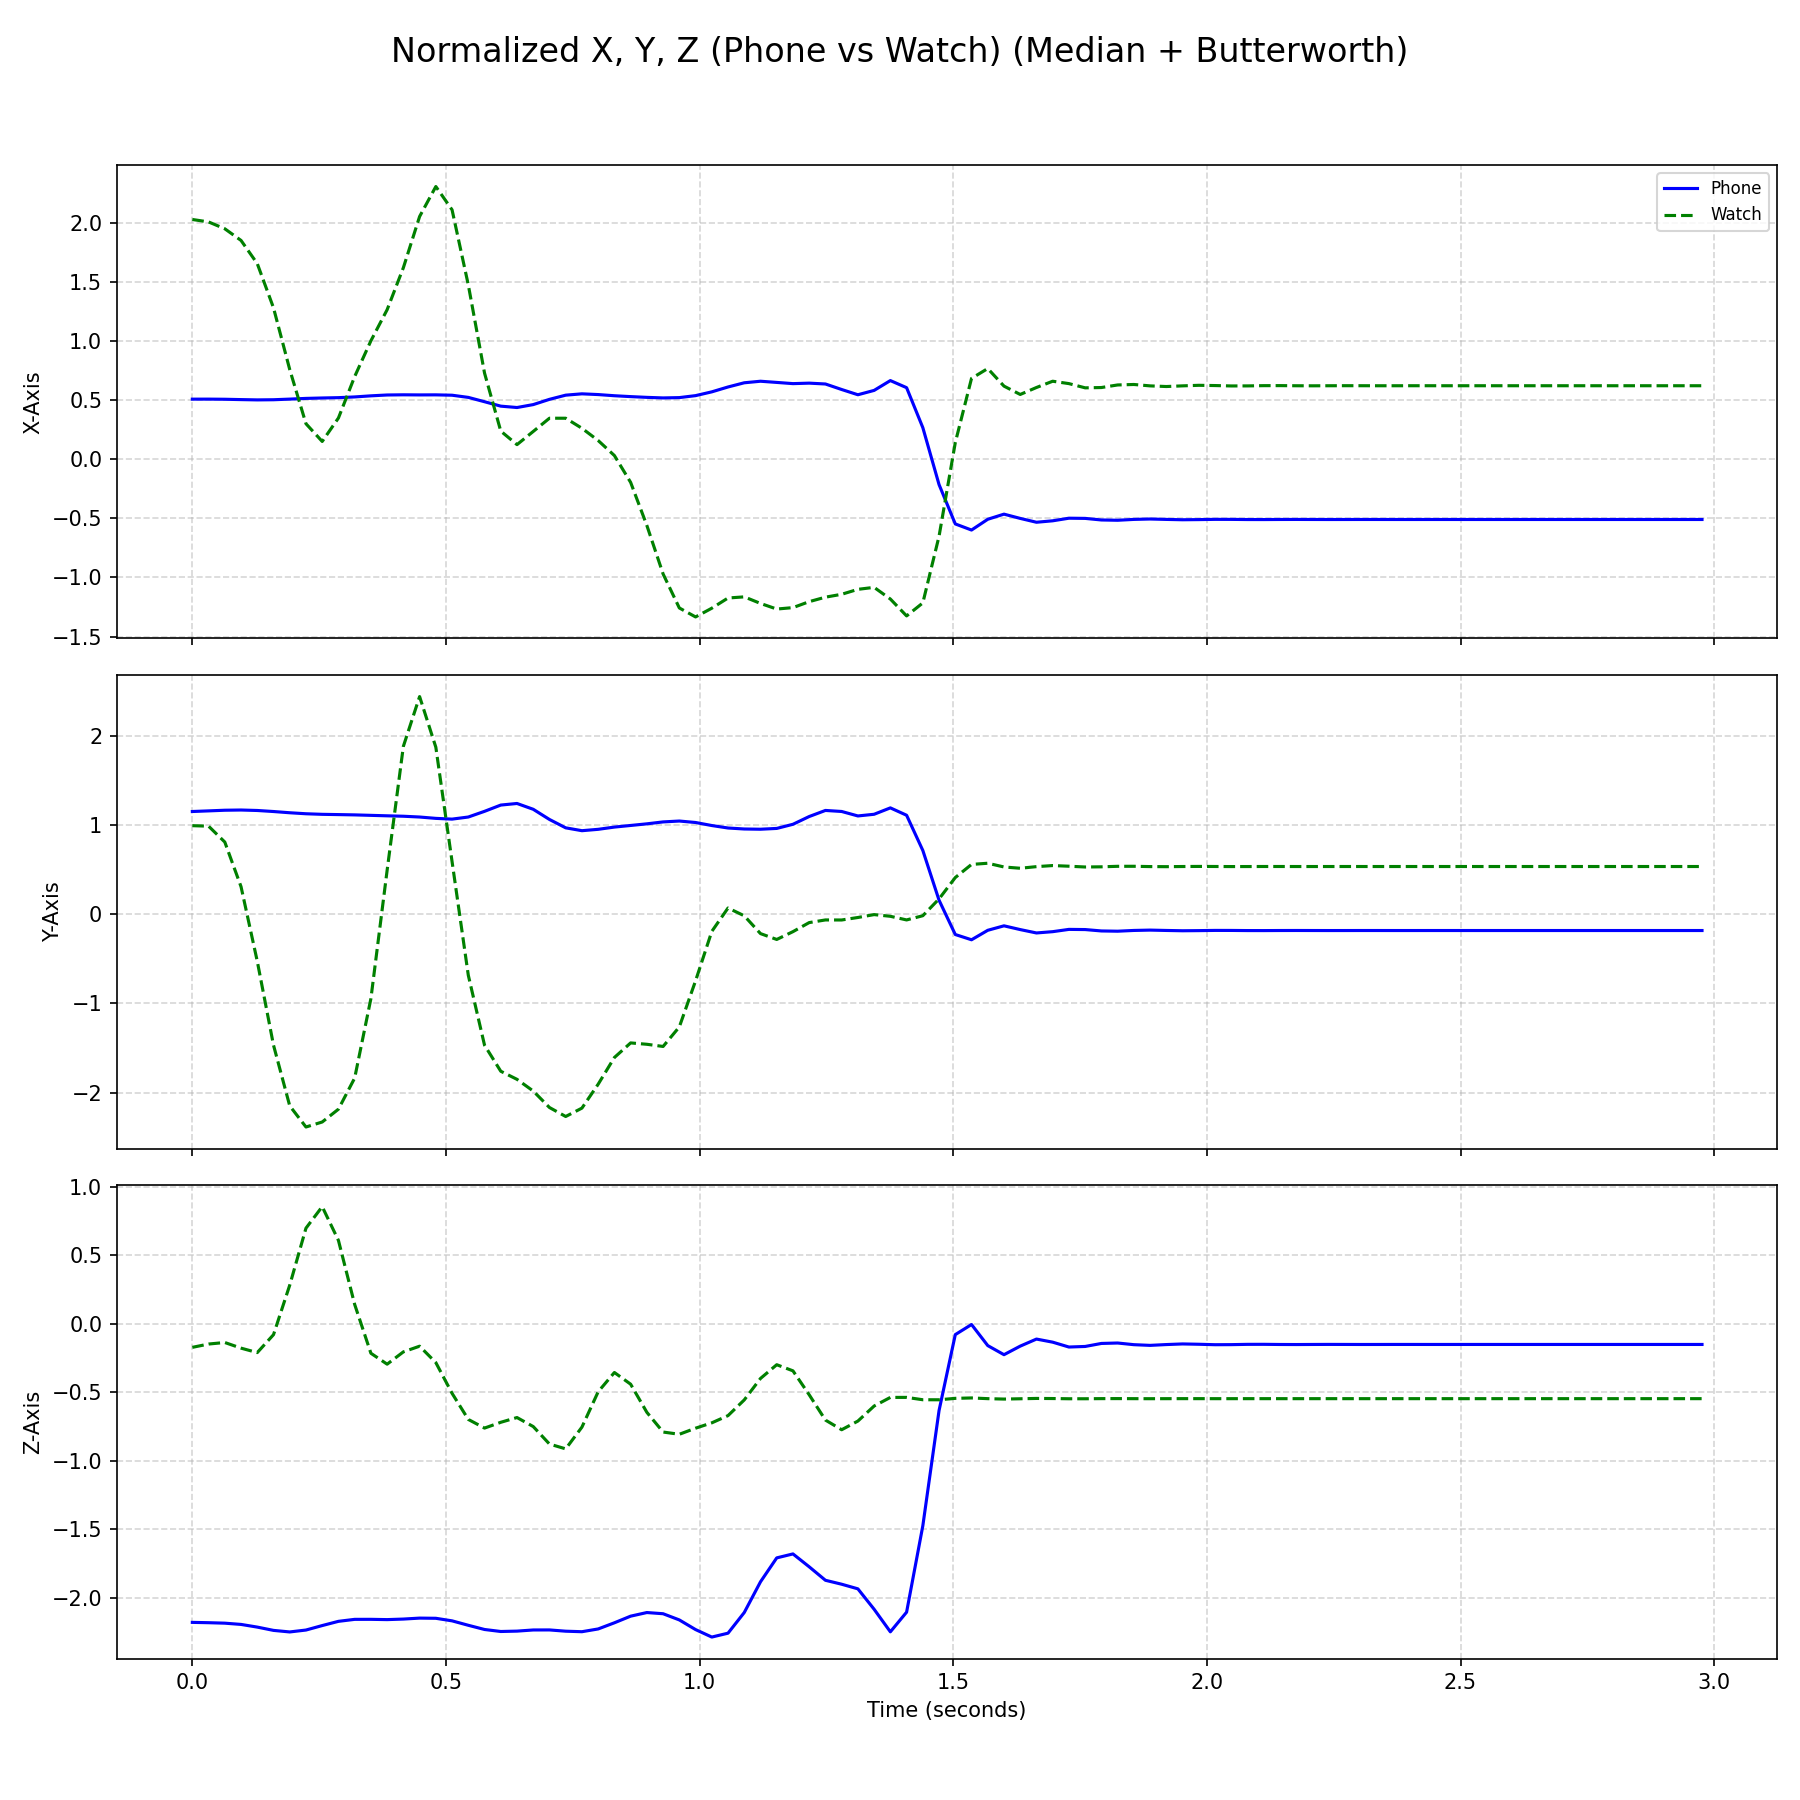 Normalized X, Y, Z (Phone vs Watch) (Median + Butterworth)
Phone
Watch
X-Axis
2.0
1.5
1.0
0.5
0.0
−0.5
−1.0
−1.5
Y-Axis
2
1
0
−1
−2
Z-Axis
1.0
0.5
0.0
−0.5
−1.0
−1.5
−2.0
0.0 0.5 1.0 1.5 2.0 2.5 3.0
Time (seconds)